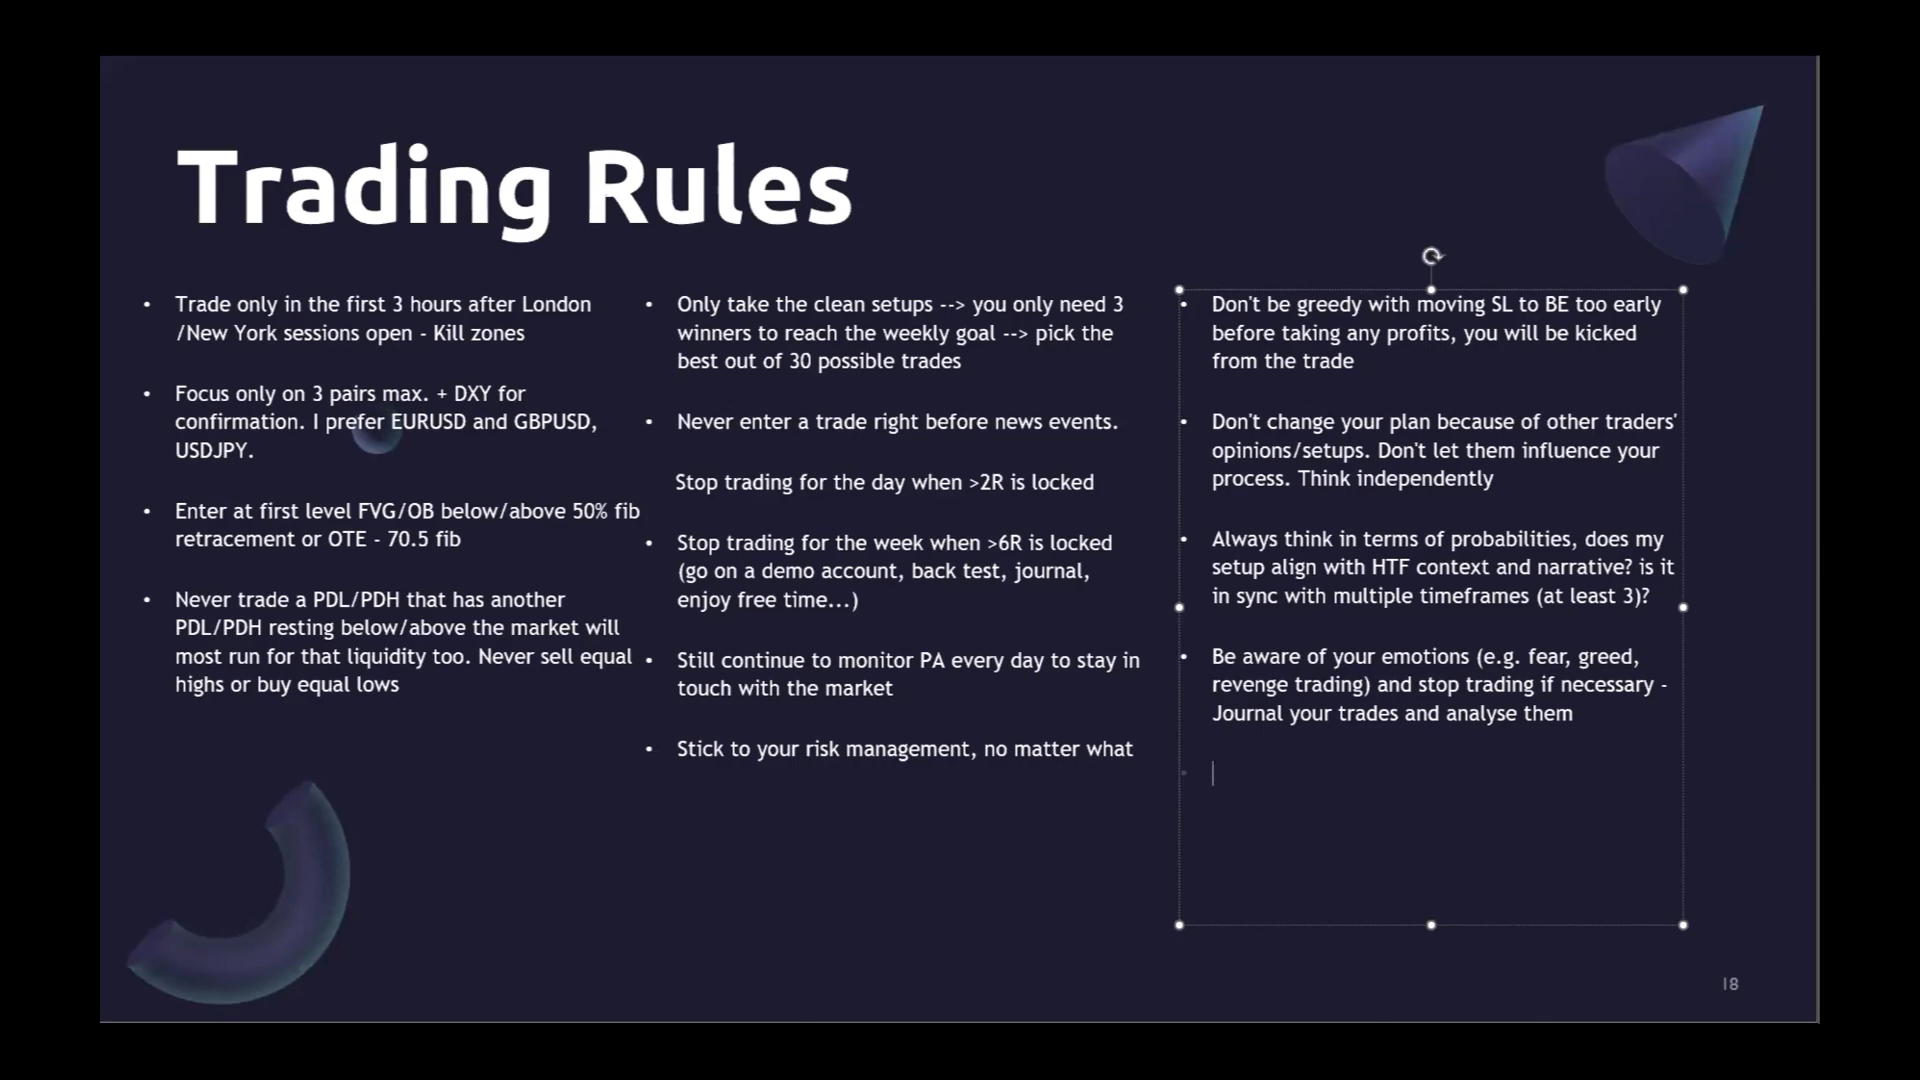 Trading Rules
• Trade only in the first 3 hours after London
/New York sessions open - Kill zones
• Focus only on 3 pairs max. + DXY for
confirmation. I prefer EURUSD and GBPUSD,
USDJPY.
• Enter at first level FVG/OB below/above 50% fib
retracement or OTE - 70.5 fib
• Never trade a PDL/PDH that has another
PDL/PDH resting below/above the market will
most run for that liquidity too. Never sell equal
highs or buy equal lows
• Only take the clean setups --> you only need 3
winners to reach the weekly goal --> pick the
best out of 30 possible trades
• Never enter a trade right before news events.
Stop trading for the day when >2R is locked
• Stop trading for the week when >6R is locked
(go on a demo account, back test, journal,
enjoy free time...)
• Still continue to monitor PA every day to stay in
touch with the market
• Stick to your risk management, no matter what
• Don't be greedy with moving SL to BE too early
before taking any profits, you will be kicked
from the trade
• Don't change your plan because of other traders'
opinions/setups. Don't let them influence your
process. Think independently
• Always think in terms of probabilities, does my
setup align with HTF context and narrative? is it
in sync with multiple timeframes (at least 3)?
• Be aware of your emotions (e.g. fear, greed,
revenge trading) and stop trading if necessary -
Journal your trades and analyse them
18